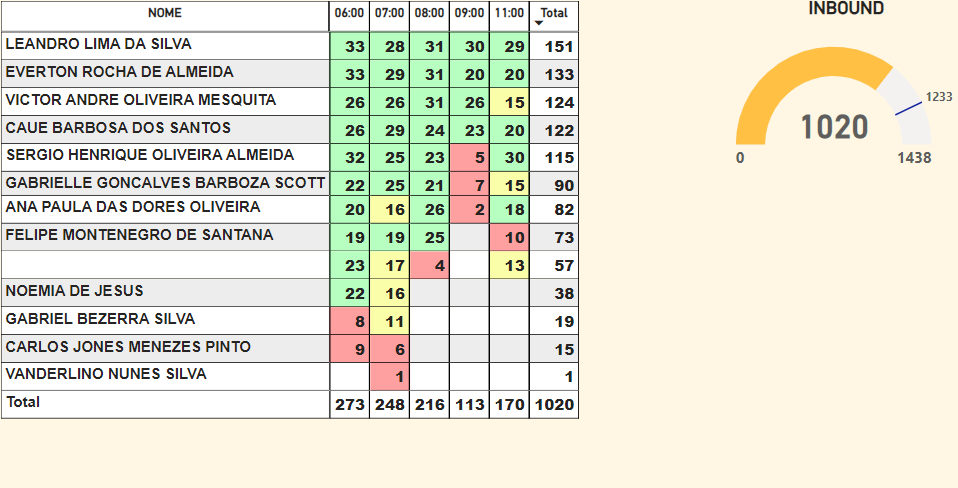 NOME 06:00 07:00 08:00 09:00 11:00 Total
LEANDRO LIMA DA SILVA 33 28 31 30 29 151
EVERTON ROCHA DE ALMEIDA 33 29 31 20 20 133
VICTOR ANDRE OLIVEIRA MESQUITA 26 26 31 26 15 124
CAUE BARBOSA DOS SANTOS 26 29 24 23 20 122
SERGIO HENRIQUE OLIVEIRA ALMEIDA 32 25 23 5 30 115
GABRIELLE GONCALVES BARBOZA SCOTT 22 25 21 7 15 90
ANA PAULA DAS DORES OLIVEIRA 20 16 26 2 18 82
FELIPE MONTENEGRO DE SANTANA 19 19 25 10 73
23 17 4 13 57
NOEMIA DE JESUS 22 16 38
GABRIEL BEZERRA SILVA 8 11 19
CARLOS JONES MENEZES PINTO 9 6 15
VANDERLINO NUNES SILVA 1 1
Total 273 248 216 113 170 1020
INBOUND
1233
1020
0 1438